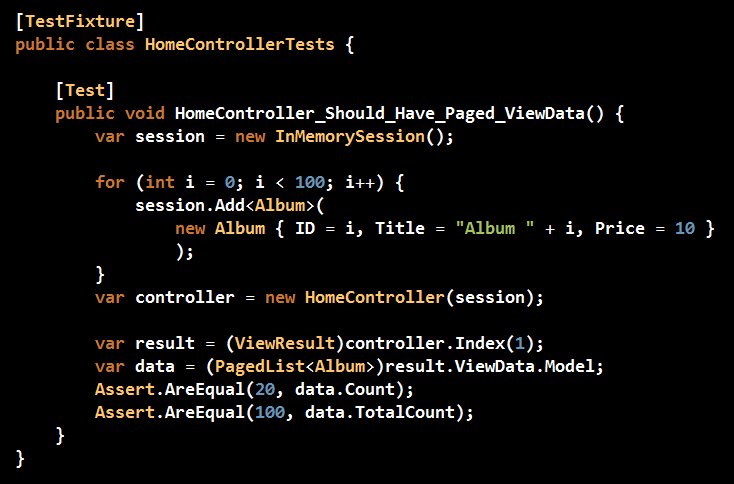 [TestFixture]
public class HomeControllerTests {
[Test]
public void HomeController_Should_Have_Paged_ViewData() {
var session = new InMemorySession();
for (int i = 0; i < 100; i++) {
session.Add<Album>(
new Album { ID = i, Title = "Album " + i, Price = 10 }
);
}
var controller = new HomeController(session);
var result = (ViewResult)controller.Index(1);
var data = (PagedList<Album>)result.ViewData.Model;
Assert.AreEqual(20, data.Count);
Assert.AreEqual(100, data.TotalCount);
}
}